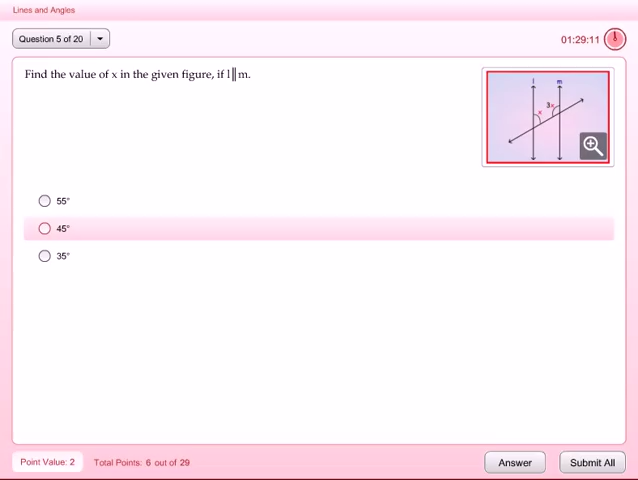 Lines and Angles
Question 5 of 20
01:29:11
Find the value of x in the given figure, if l∥m.
l
m
3x
x
55°
45°
35°
Point Value: 2
Total Points: 6 out of 29
Answer
Submit All